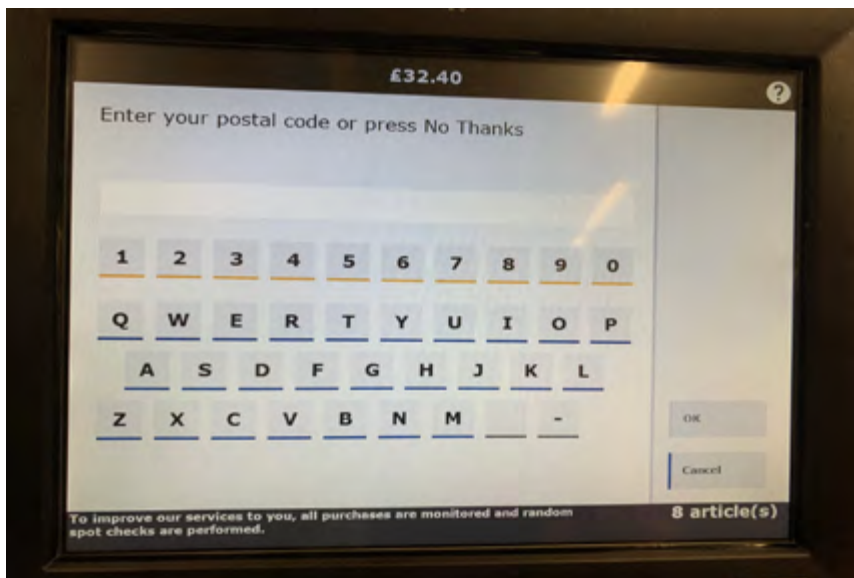 £32.40
?
Enter your postal code or press No Thanks
1 2 3 4 5 6 7 8 9 0
Q W E R T Y U I O P
A S D F G H J K L
Z X C V B N M -
OK
Cancel
To improve our services to you, all purchases are monitored and random
spot checks are performed.
8 article(s)